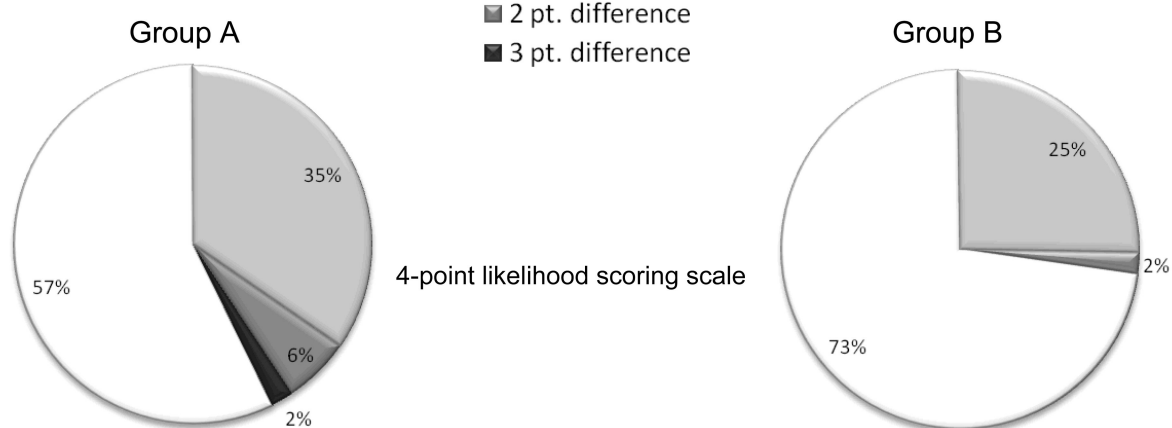 2 pt. difference
3 pt. difference
Group A
Group B
35%
57%
6%
2%
4-point likelihood scoring scale
25%
2%
73%